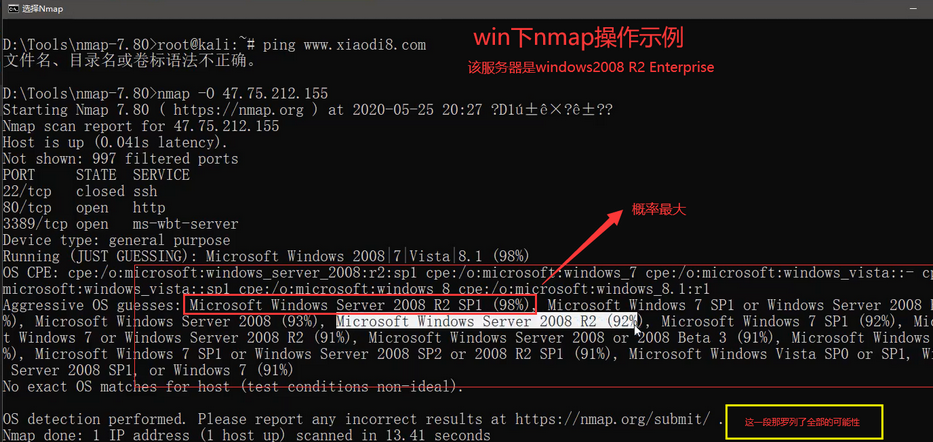 选择Nmap
D:\Tools\nmap-7.80>root@kali:~# ping www.xiaodi8.com
文件名、目录名或卷标语法不正确。
win下nmap操作示例
该服务器是windows2008 R2 Enterprise
D:\Tools\nmap-7.80>nmap -O 47.75.212.155
Starting Nmap 7.80 ( https://nmap.org ) at 2020-05-25 20:27 ?D1ú±ê×?ê±??
Nmap scan report for 47.75.212.155
Host is up (0.041s latency).
Not shown: 997 filtered ports
PORT     STATE  SERVICE
22/tcp   closed ssh
80/tcp   open   http
3389/tcp open   ms-wbt-server
概率最大
Device type: general purpose
Running (JUST GUESSING): Microsoft Windows 2008|7|Vista|8.1 (98%)
OS CPE: cpe:/o:microsoft:windows_server_2008:r2:sp1 cpe:/o:microsoft:windows_7 cpe:/o:microsoft:windows_vista::- cp
microsoft:windows_vista::sp1 cpe:/o:microsoft:windows_8 cpe:/o:microsoft:windows_8.1:r1
Aggressive OS guesses: Microsoft Windows Server 2008 R2 SP1 (98%) Microsoft Windows 7 SP1 or Windows Server 2008
%), Microsoft Windows Server 2008 (93%), Microsoft Windows Server 2008 R2 (92%), Microsoft Windows 7 SP1 (92%), Mic
t Windows 7 or Windows Server 2008 R2 (91%), Microsoft Windows Server 2008 or 2008 Beta 3 (91%), Microsoft Windows
%), Microsoft Windows 7 SP1 or Windows Server 2008 SP2 or 2008 R2 SP1 (91%), Microsoft Windows Vista SP0 or SP1, W
Server 2008 SP1, or Windows 7 (91%)
No exact OS matches for host (test conditions non-ideal).
OS detection performed. Please report any incorrect results at https://nmap.org/submit/ .
这一段那罗列了全部的可能性
Nmap done: 1 IP address (1 host up) scanned in 13.41 seconds